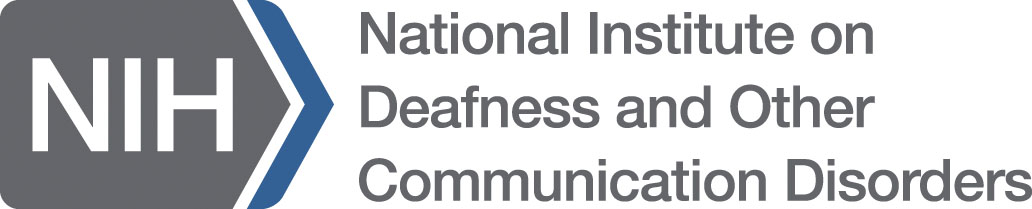 NIH
National Institute on
Deafness and Other
Communication Disorders